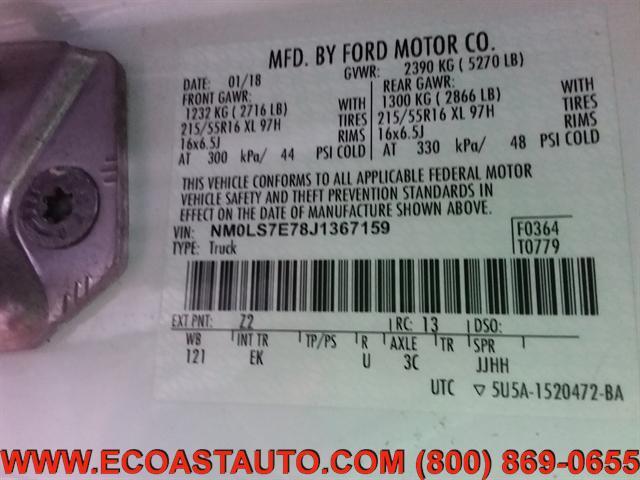 MFD. BY FORD MOTOR CO.
DATE: 01/18 GVWR: 2390 KG ( 5270 LB)
FRONT GAWR: REAR GAWR:
1232 KG ( 2716 LB) WITH 1300 KG ( 2866 LB) WITH
215/55R16 XL 97H TIRES 215/55R16 XL 97H TIRES
16x6.5J RIMS 16x6.5J RIMS
AT 300 kPa/ 44 PSI COLD AT 330 kPa/ 48 PSI COLD
THIS VEHICLE CONFORMS TO ALL APPLICABLE FEDERAL MOTOR
VEHICLE SAFETY AND THEFT PREVENTION STANDARDS IN
EFFECT ON THE DATE OF MANUFACTURE SHOWN ABOVE.
VIN: NM0LS7E78J1367159 F0364
TYPE: Truck T0779
EXT PNT: Z2 RC: 13 DSO:
WB INT TR TP/PS R AXLE TR SPR
121 EK U 3C JJHH
UTC ▽ 5U5A-1520472-BA
WWW.ECOASTAUTO.COM (800) 869-0655